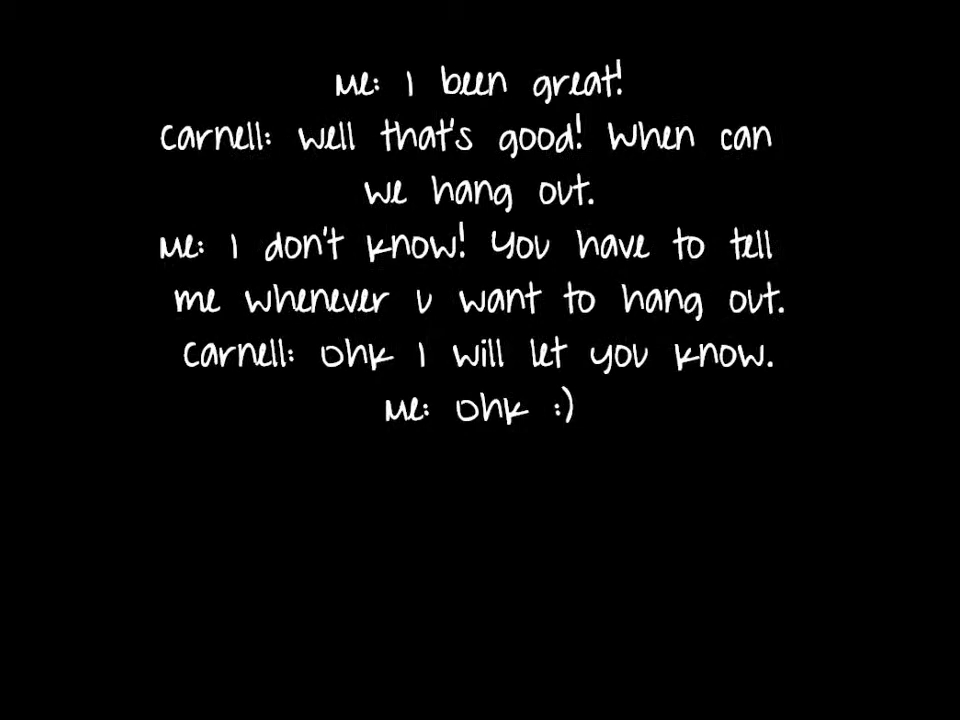 Me: I been great!
Carnell: Well that's good! When can
we hang out.
Me: I don't know! You have to tell
me whenever u want to hang out.
Carnell: Ohk I will let you know.
Me: Ohk :)